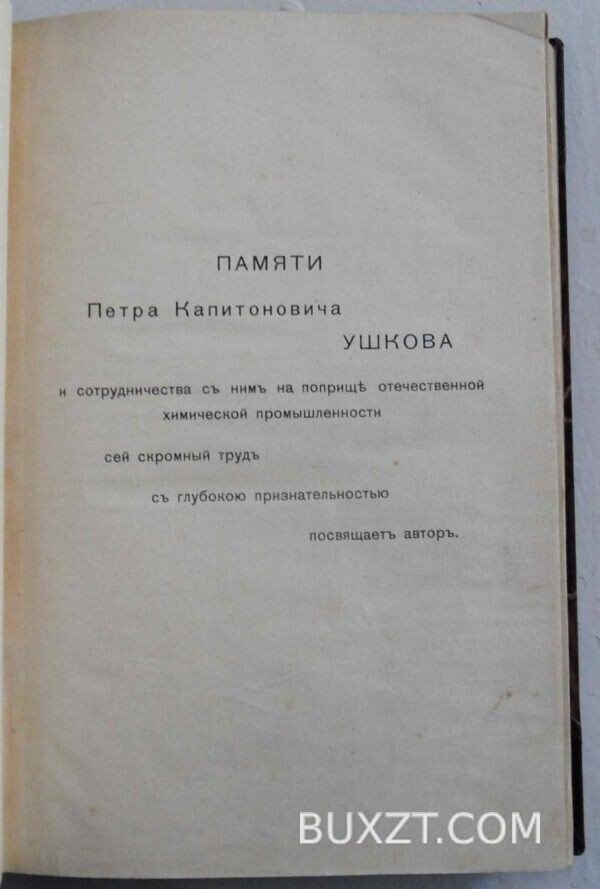 ПАМЯТИ
Петра Капитоновича
УШКОВА
и сотрудничества съ нимъ на поприщѣ отечественной
химической промышленности
сей скромный трудъ
съ глубокою признательностью
посвящаетъ авторъ.
BUXZT.COM